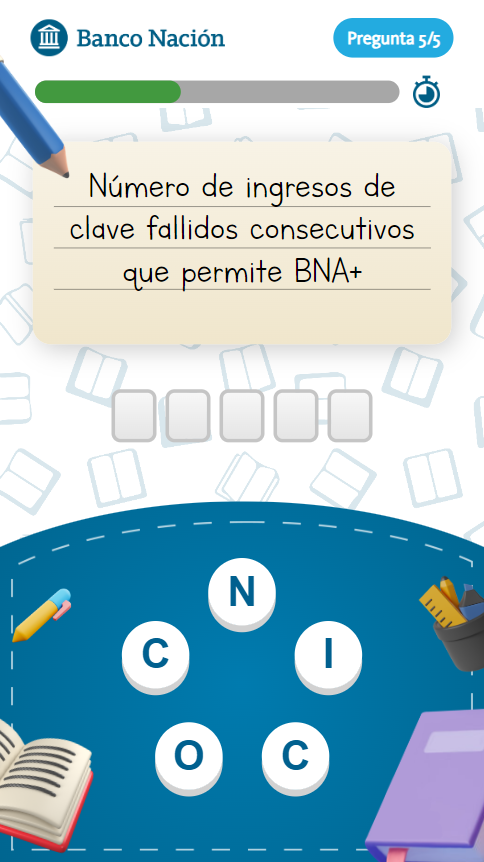 Banco Nación
Pregunta 5/5
Número de ingresos de
clave fallidos consecutivos
que permite BNA+
N
C
I
O
C